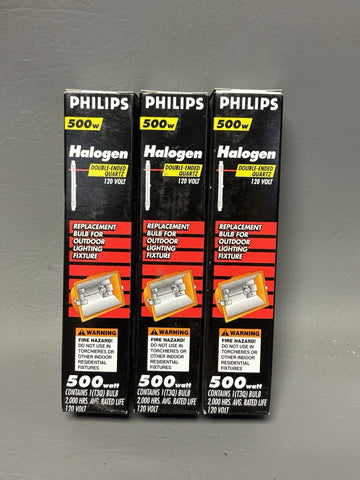 PHILIPS
500w
Halogen
DOUBLE-ENDED
QUARTZ
120 VOLT
REPLACEMENT
BULB FOR
OUTDOOR
LIGHTING
FIXTURE
WARNING
FIRE HAZARD!
DO NOT USE IN
TORCHIERES OR
OTHER INDOOR
RESIDENTIAL
FIXTURES
500watt
CONTAINS 1(T3Q) BULB
2,000 HRS. AVG. RATED LIFE
120 VOLT
PHILIPS
500w
Halogen
DOUBLE-ENDED
QUARTZ
120 VOLT
REPLACEMENT
BULB FOR
OUTDOOR
LIGHTING
FIXTURE
WARNING
FIRE HAZARD!
DO NOT USE IN
TORCHIERES OR
OTHER INDOOR
RESIDENTIAL
FIXTURES
500watt
CONTAINS 1(T3Q) BULB
2,000 HRS. AVG. RATED LIFE
120 VOLT
PHILIPS
500w
Halogen
DOUBLE-ENDED
QUARTZ
120 VOLT
REPLACEMENT
BULB FOR
OUTDOOR
LIGHTING
FIXTURE
WARNING
FIRE HAZARD!
DO NOT USE IN
TORCHIERES OR
OTHER INDOOR
RESIDENTIAL
FIXTURES
500watt
CONTAINS 1(T3Q) BULB
2,000 HRS. AVG. RATED LIFE
120 VOLT